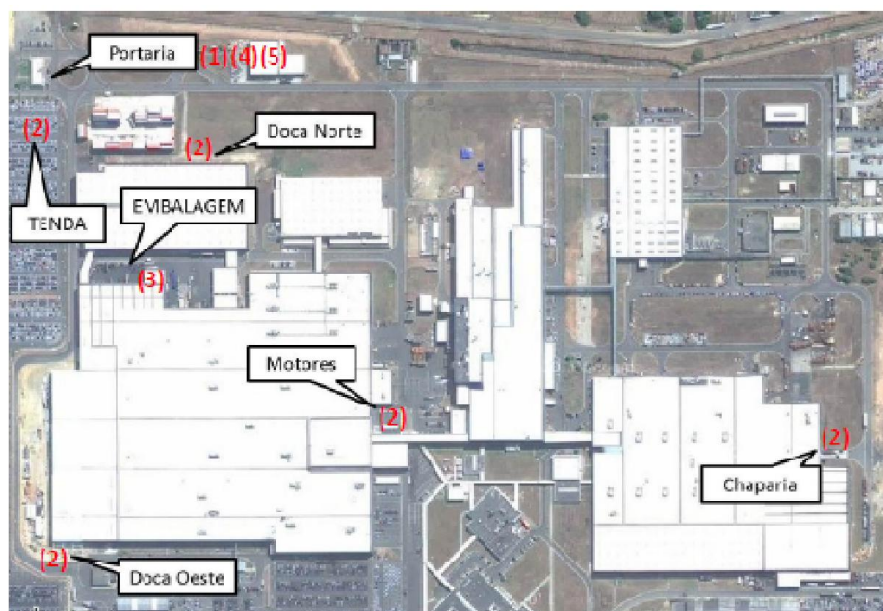 Portaria
(1)(4)(5)
(2)
Doca Norte
(2)
TENDA
EMBALAGEM
(3)
Motores
(2)
(2)
Chaparia
(2)
Doca Oeste